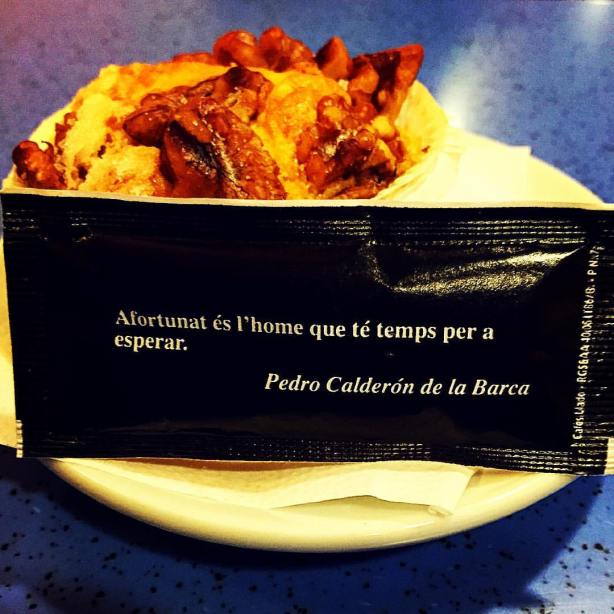 Afortunat és l'home que té temps per a
esperar.
Pedro Calderón de la Barca